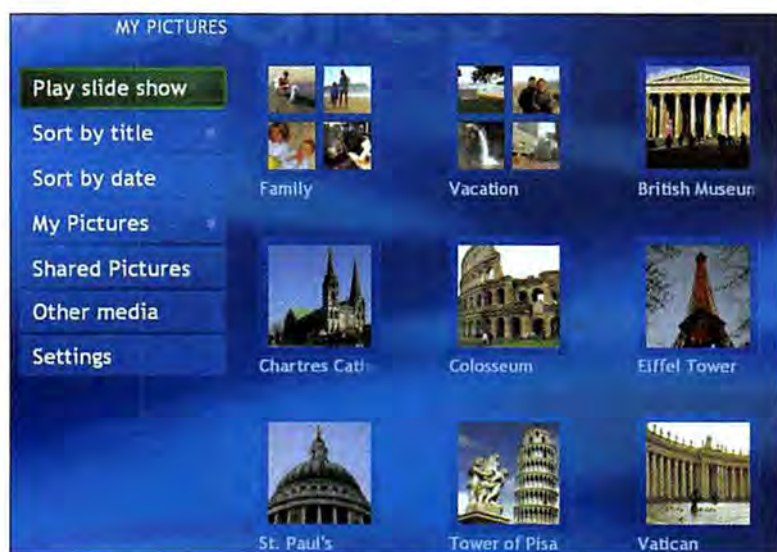 MY PICTURES
Play slide show
Sort by title
Sort by date
My Pictures
Shared Pictures
Other media
Settings
Family
Vacation
British Museum
Chartres Cath
Colosseum
Eiffel Tower
St. Paul's
Tower of Pisa
Vatican